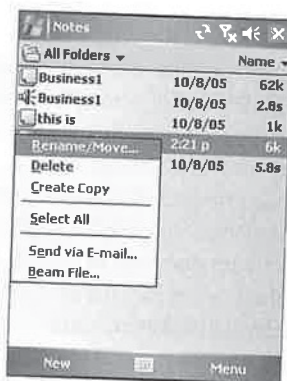 Notes
All Folders Name
Business1 10/8/05 62k
Business1 10/8/05 2.8s
this is 10/8/05 1k
Rename/Move... 2:21 p 6k
Delete 10/8/05 5.8s
Create Copy
Select All
Send via E-mail...
Beam File...
New Menu